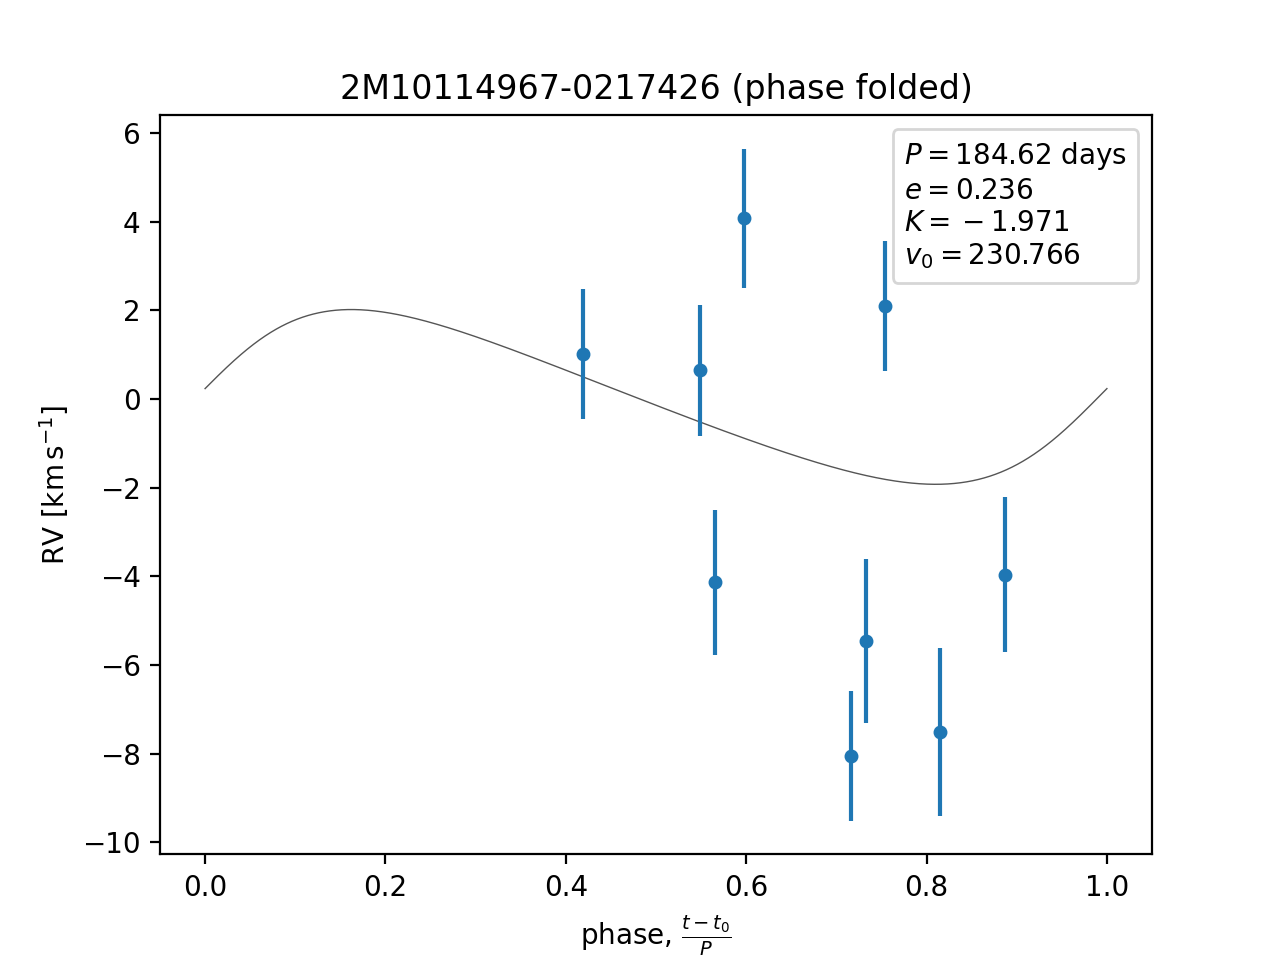 2M10114967-0217426 (phase folded)
P = 184.62 days
e = 0.236
K = −1.971
v₀ = 230.766
6
4
2
0
−2
−4
−6
−8
−10
RV [km s⁻¹]
0.0 0.2 0.4 0.6 0.8 1.0
phase, (t − t₀)/P